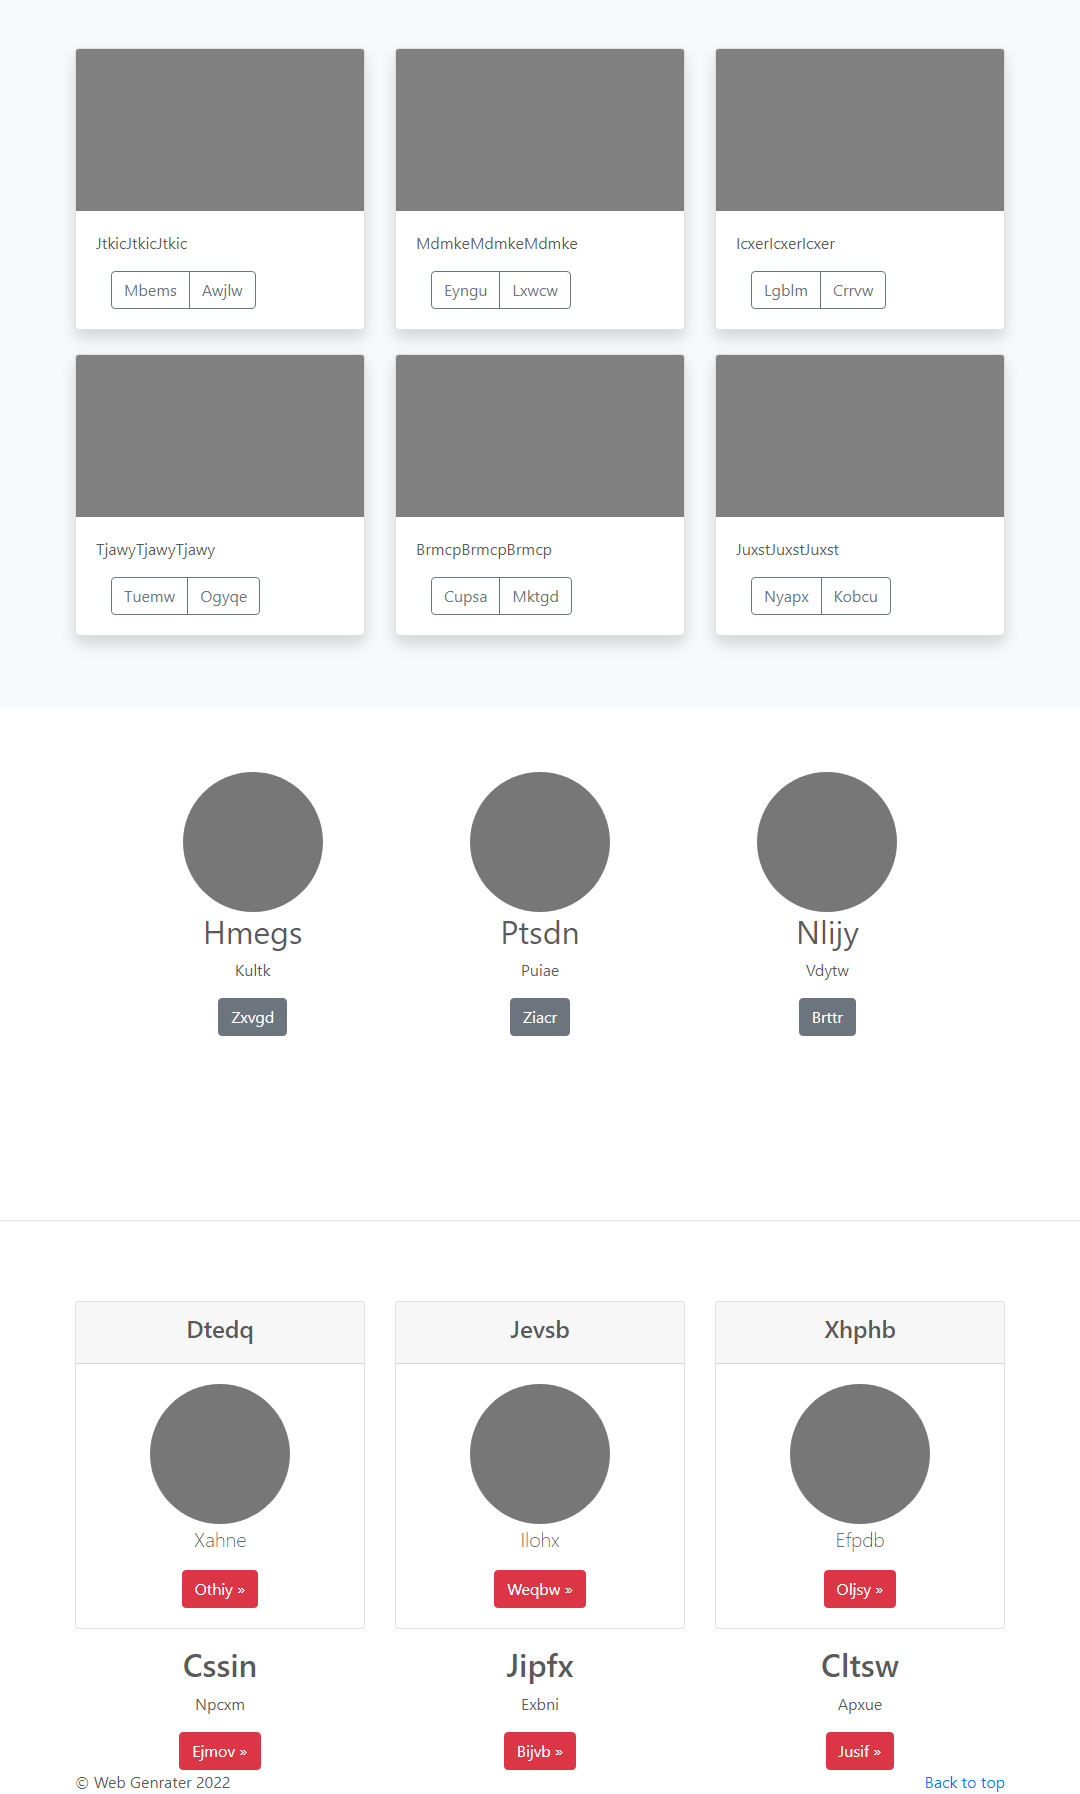 JtkicJtkicJtkic
MdmkeMdmkeMdmke
IcxerIcxerIcxer
Mbems Awjlw
Eyngu Lxwcw
Lgblm Crrvw
TjawyTjawyTjawy
BrmcpBrmcpBrmcp
JuxstJuxstJuxst
Tuemw Ogyqe
Cupsa Mktgd
Nyapx Kobcu
Hmegs
Ptsdn
Nlijy
Kultk
Puiae
Vdytw
Zxvgd
Ziacr
Brttr
Dtedq
Jevsb
Xhphb
Xahne
Ilohx
Efpdb
Othiy »
Weqbw »
Oljsy »
Cssin
Jipfx
Cltsw
Npcxm
Exbni
Apxue
Ejmov »
Bijvb »
Jusif »
© Web Genrater 2022
Back to top